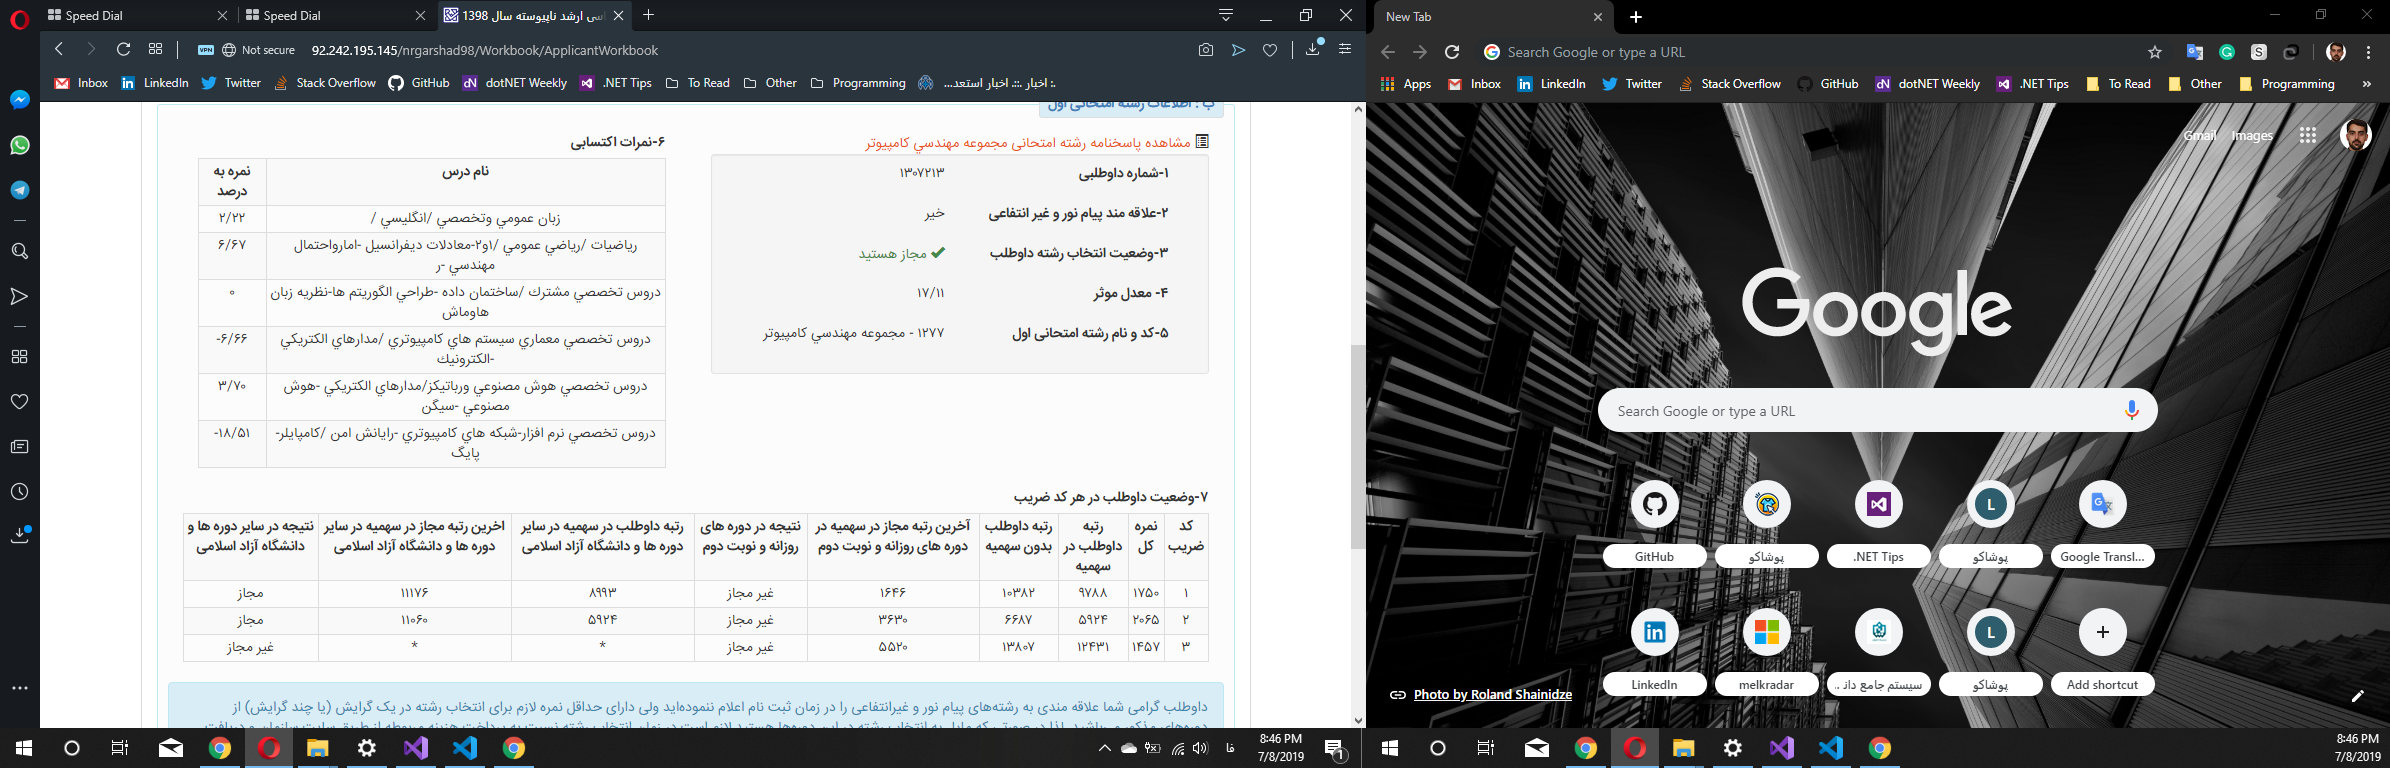 Speed Dial
Speed Dial
اسی ارشد ناپیوسته سال 1398
Not secure 92.242.195.145/nrgarshad98/Workbook/ApplicantWorkbook
VPN
Inbox LinkedIn Twitter Stack Overflow GitHub dotNET Weekly .NET Tips To Read Other Programming .: اخبار .::. اخبار استعد...
ب : اطلاعات رشته امتحانی اول
مشاهده پاسخنامه رشته امتحانی مجموعه مهندسي كامپيوتر
۱-شماره داوطلبی ۱۳۰۷۲۱۳
۲-علاقه مند پیام نور و غیر انتفاعی خیر
۳-وضعیت انتخاب رشته داوطلب مجاز هستید
۴- معدل موثر ۱۷/۱۱
۵-کد و نام رشته امتحانی اول ۱۲۷۷ - مجموعه مهندسي كامپيوتر
۶-نمرات اکتسابی
نام درس نمره به درصد
زبان عمومي وتخصصي /انگليسي / ۲/۲۲
رياضيات /رياضي عمومي /۱و۲-معادلات ديفرانسيل -امارواحتمال ۶/۶۷
مهندسي -ر
دروس تخصصي مشترك /ساختمان داده -طراحي الگوريتم ها-نظريه زبان ۰
هاوماش
دروس تخصصي معماري سيستم هاي كامپيوتري /مدارهاي الكتريكي -۶/۶۶
-الكترونيك
دروس تخصصي هوش مصنوعي ورباتيكز/مدارهاي الكتريكي -هوش ۳/۷۰
مصنوعي -سيگن
دروس تخصصي نرم افزار-شبكه هاي كامپيوتري -رايانش امن /كامپايلر- -۱۸/۵۱
پايگ
۷-وضعیت داوطلب در هر کد ضریب
کد ضریب نمره کل رتبه داوطلب در سهمیه رتبه داوطلب بدون سهمیه آخرین رتبه مجاز در سهمیه در دوره های روزانه و نوبت دوم نتیجه در دوره های روزانه و نوبت دوم رتبه داوطلب در سهمیه در سایر دوره ها و دانشگاه آزاد اسلامی اخرین رتبه مجاز در سهمیه در سایر دوره ها و دانشگاه آزاد اسلامی نتیجه در سایر دوره ها و دانشگاه آزاد اسلامی
۱ ۱۷۵۰ ۹۷۸۸ ۱۰۳۸۲ ۱۶۴۶ غیر مجاز ۸۹۹۳ ۱۱۱۷۶ مجاز
۲ ۲۰۶۵ ۵۹۲۴ ۶۶۸۷ ۳۶۳۰ غیر مجاز ۵۹۲۴ ۱۱۰۶۰ مجاز
۳ ۱۴۵۷ ۱۲۴۳۱ ۱۳۸۰۷ ۵۵۲۰ غیر مجاز * * غیر مجاز
داوطلب گرامی شما علاقه مندی به رشته‌های پیام نور و غیرانتفاعی را در زمان ثبت نام اعلام ننموده‌اید ولی دارای حداقل نمره لازم برای انتخاب رشته در یک گرایش (یا چند گرایش) از
فا
8:46 PM
7/8/2019
1
New Tab
Search Google or type a URL
Apps Inbox LinkedIn Twitter Stack Overflow GitHub dotNET Weekly .NET Tips To Read Other Programming »
Gmail Images
Google
Search Google or type a URL
GitHub
پوشاکو
.NET Tips
L
پوشاکو
Google Transl...
LinkedIn
melkradar
سیستم جامع دانـ ...
L
پوشاکو
Add shortcut
Photo by Roland Shainidze
8:46 PM
7/8/2019